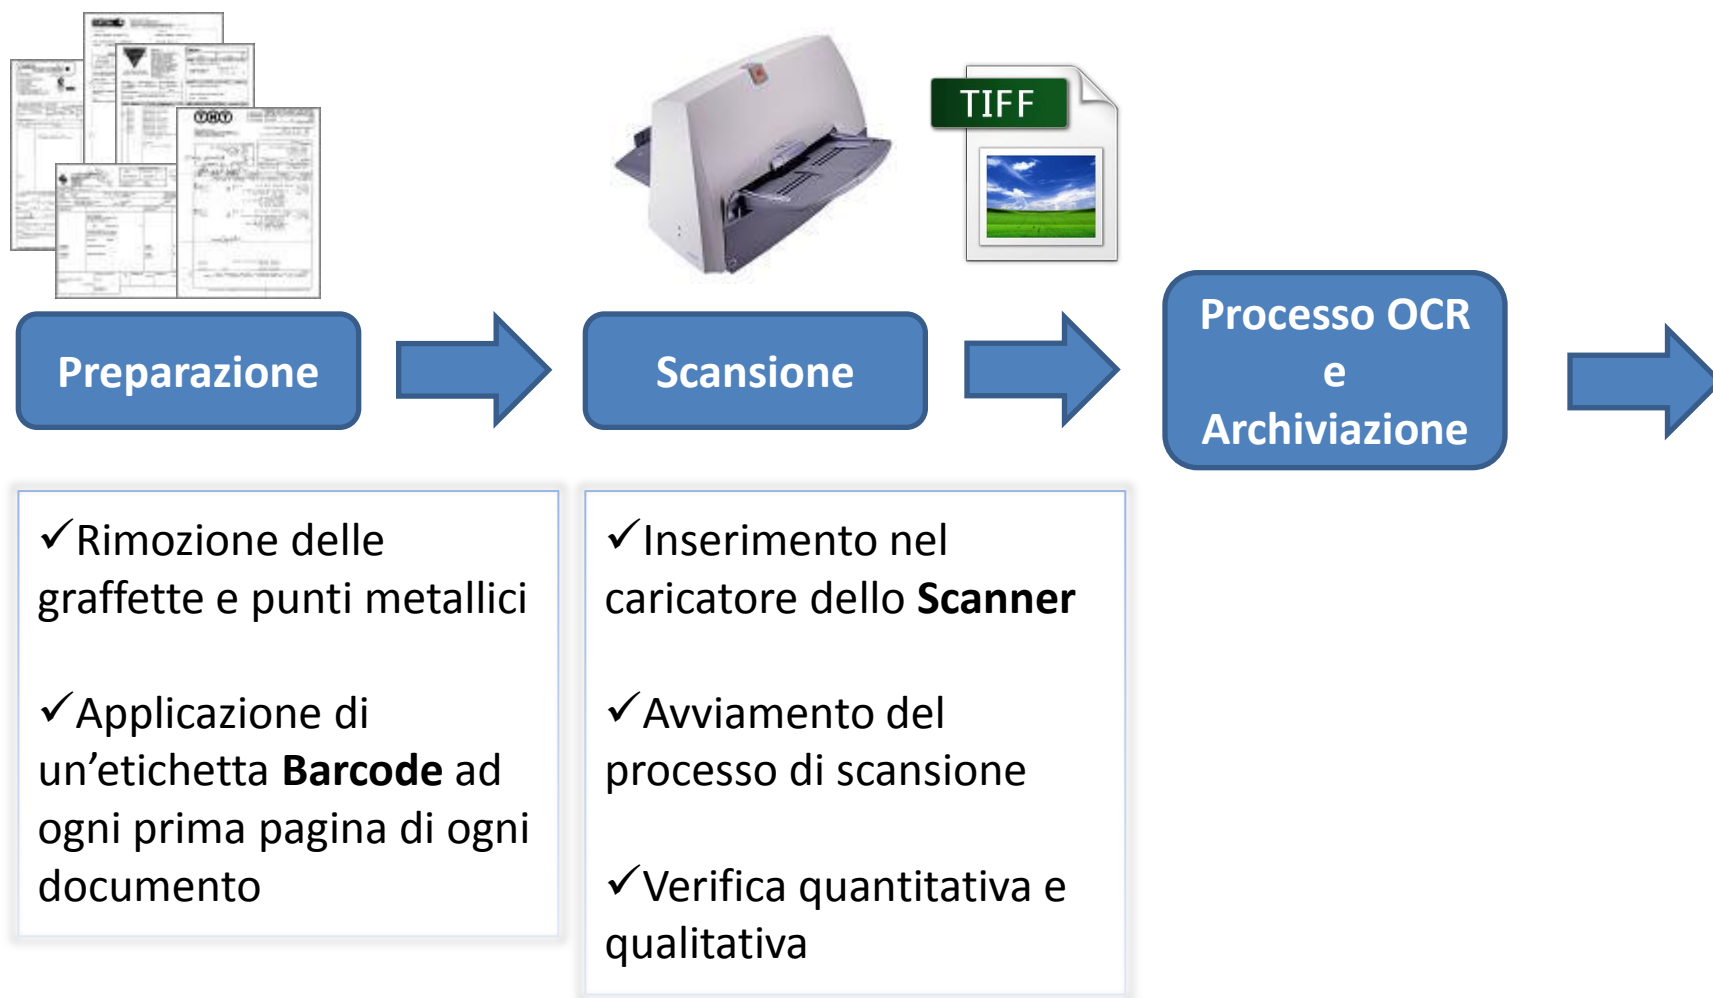 TNT
TIFF
Preparazione
Scansione
Processo OCR
e
Archiviazione
✓Rimozione delle
graffette e punti metallici
✓Applicazione di
un’etichetta Barcode ad
ogni prima pagina di ogni
documento
✓Inserimento nel
caricatore dello Scanner
✓Avviamento del
processo di scansione
✓Verifica quantitativa e
qualitativa